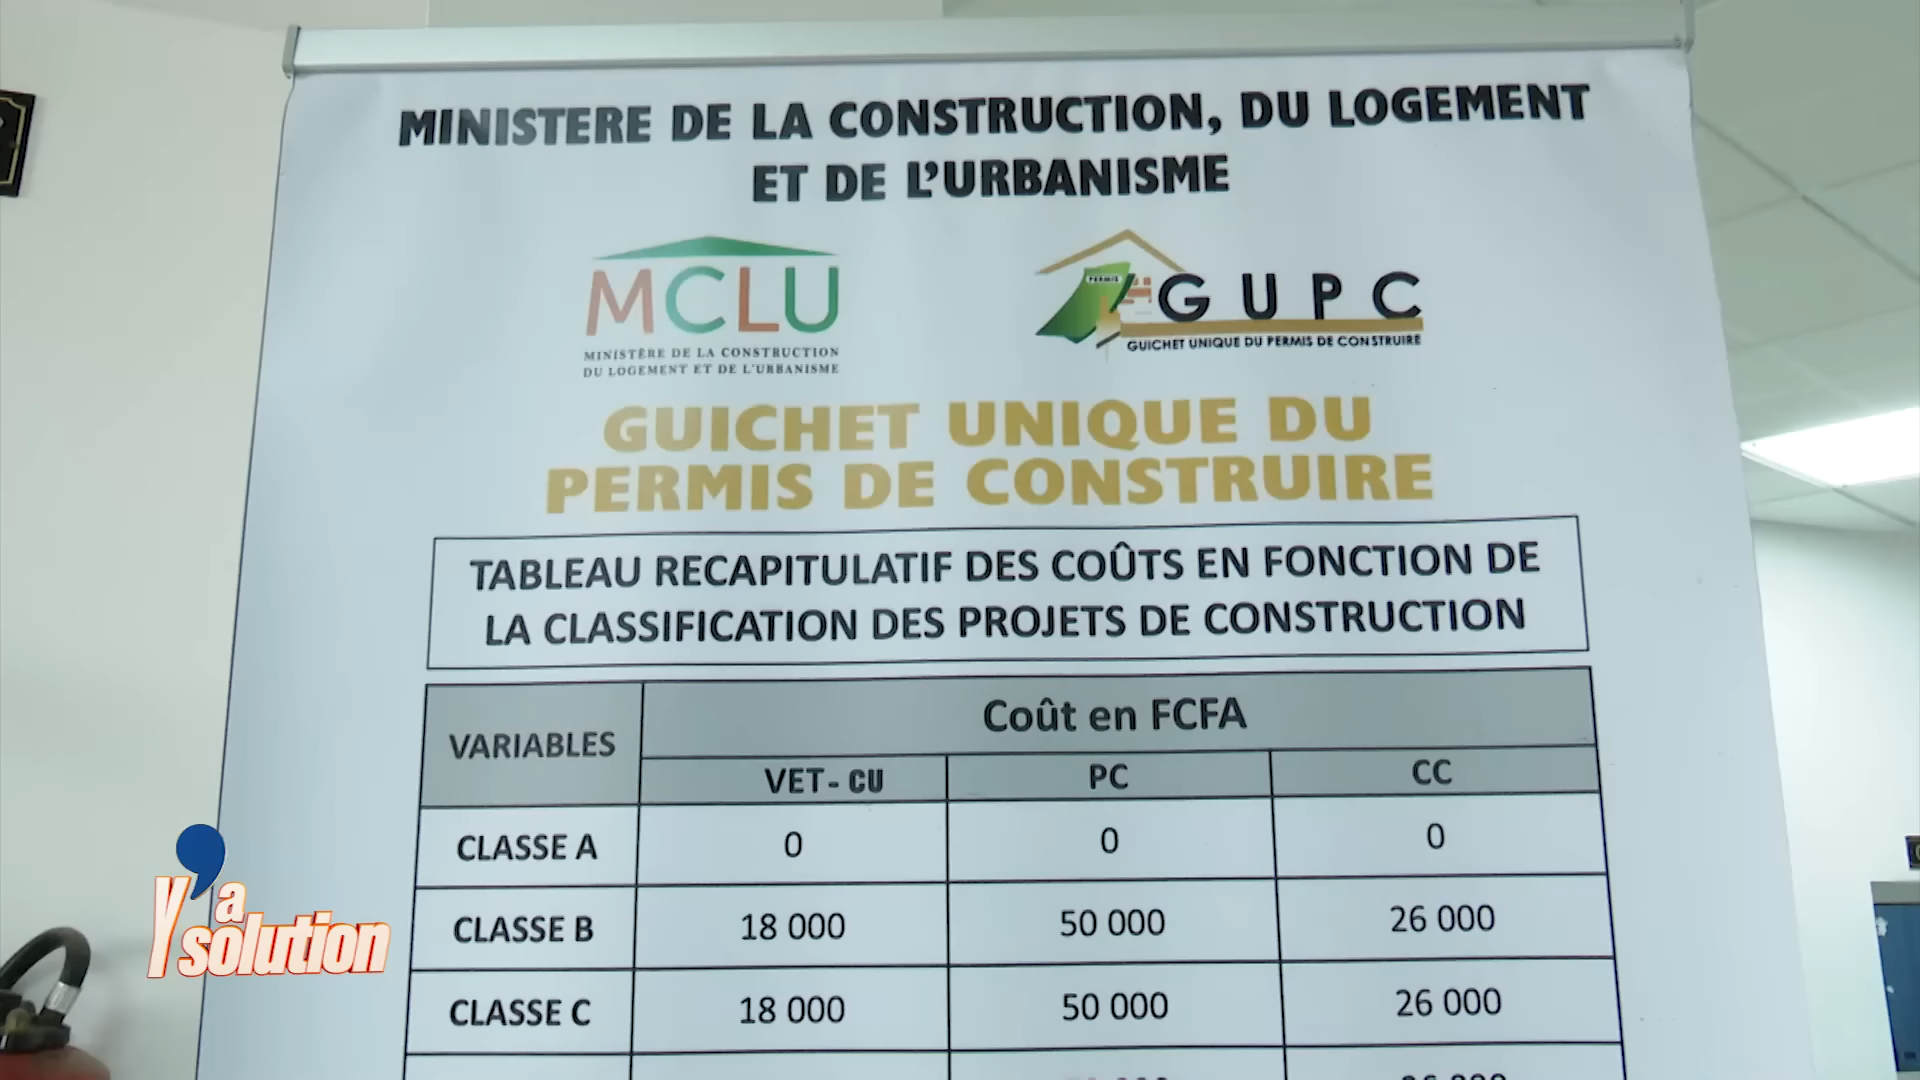 MINISTERE DE LA CONSTRUCTION, DU LOGEMENT
ET DE L'URBANISME
MCLU
MINISTÈRE DE LA CONSTRUCTION
DU LOGEMENT ET DE L'URBANISME
PERMIS
GUPC
GUICHET UNIQUE DU PERMIS DE CONSTRUIRE
GUICHET UNIQUE DU
PERMIS DE CONSTRUIRE
TABLEAU RECAPITULATIF DES COÛTS EN FONCTION DE
LA CLASSIFICATION DES PROJETS DE CONSTRUCTION
VARIABLES
Coût en FCFA
VET- CU PC CC
CLASSE A 0 0 0
CLASSE B 18 000 50 000 26 000
CLASSE C 18 000 50 000 26 000
Y'a
solution